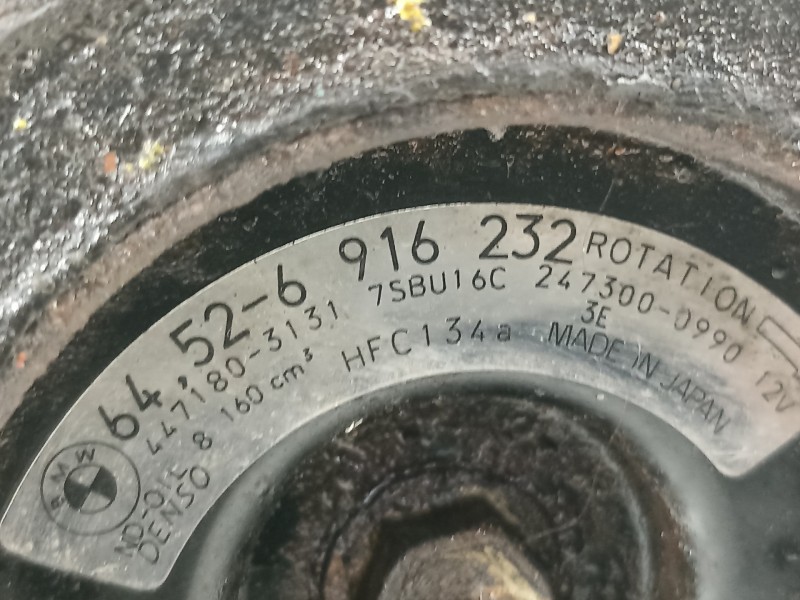 BMW
64.52-6 916 232 ROTATION
447180-3131 7SBU16C 247300-0990 12V
ND-OIL 8 160 cm³ HFC134a 3E
DENSO MADE IN JAPAN